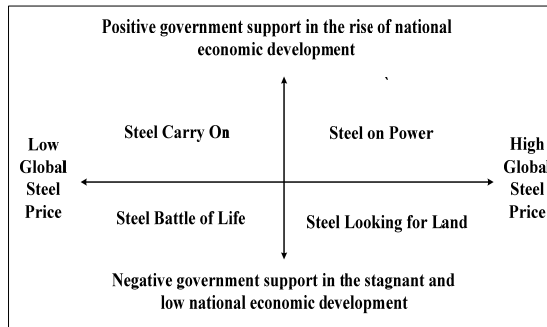 Positive government support in the rise of national
economic development
Steel Carry On
Steel on Power
Low
Global
Steel
Price
High
Global
Steel
Price
Steel Battle of Life
Steel Looking for Land
Negative government support in the stagnant and
low national economic development